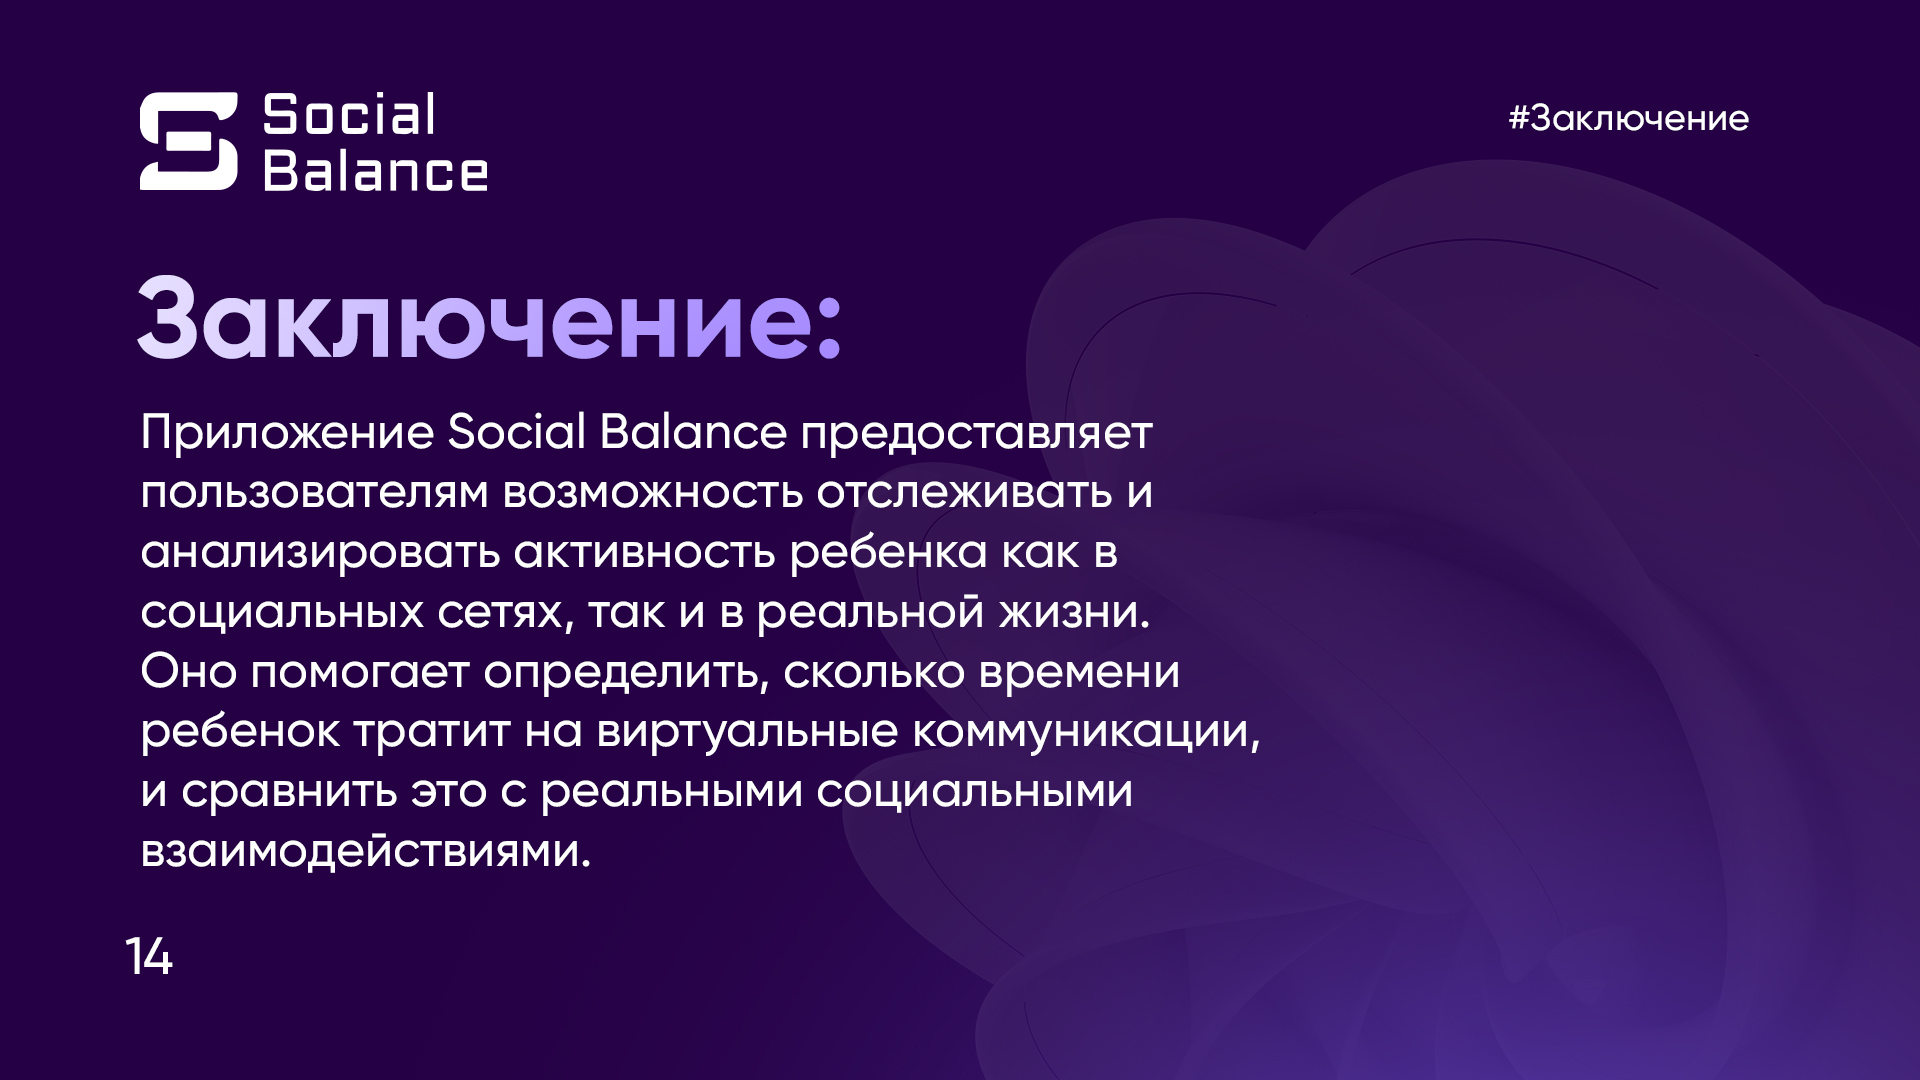 Social
Balance
#Заключение
Заключение:
Приложение Social Balance предоставляет
пользователям возможность отслеживать и
анализировать активность ребенка как в
социальных сетях, так и в реальной жизни.
Оно помогает определить, сколько времени
ребенок тратит на виртуальные коммуникации,
и сравнить это с реальными социальными
взаимодействиями.
14